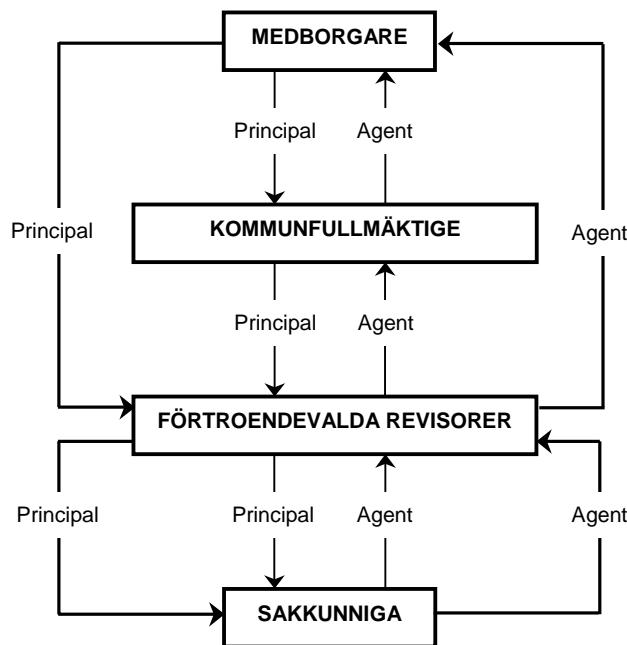 MEDBORGARE
Principal Agent
KOMMUNFULLMÄKTIGE
Principal Agent
Principal Agent
FÖRTROENDEVALDA REVISORER
Principal Principal Agent Agent
SAKKUNNIGA